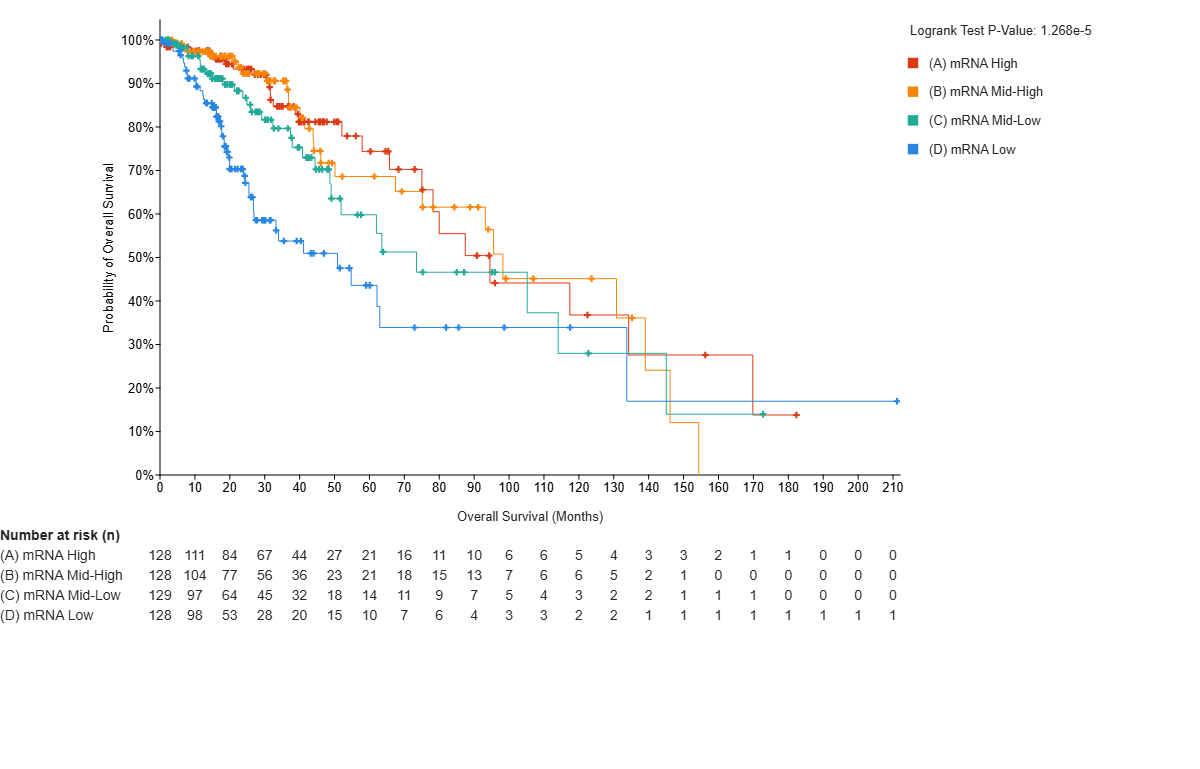 Logrank Test P-Value: 1.268e-5
(A) mRNA High
(B) mRNA Mid-High
(C) mRNA Mid-Low
(D) mRNA Low
Probability of Overall Survival
100%
90%
80%
70%
60%
50%
40%
30%
20%
10%
0%
0 10 20 30 40 50 60 70 80 90 100 110 120 130 140 150 160 170 180 190 200 210
Overall Survival (Months)
Number at risk (n)
(A) mRNA High 128 111 84 67 44 27 21 16 11 10 6 6 5 4 3 3 2 1 1 0 0 0
(B) mRNA Mid-High 128 104 77 56 36 23 21 18 15 13 7 6 6 5 2 1 0 0 0 0 0 0
(C) mRNA Mid-Low 129 97 64 45 32 18 14 11 9 7 5 4 3 2 2 1 1 1 0 0 0 0
(D) mRNA Low 128 98 53 28 20 15 10 7 6 4 3 3 2 2 1 1 1 1 1 1 1 1